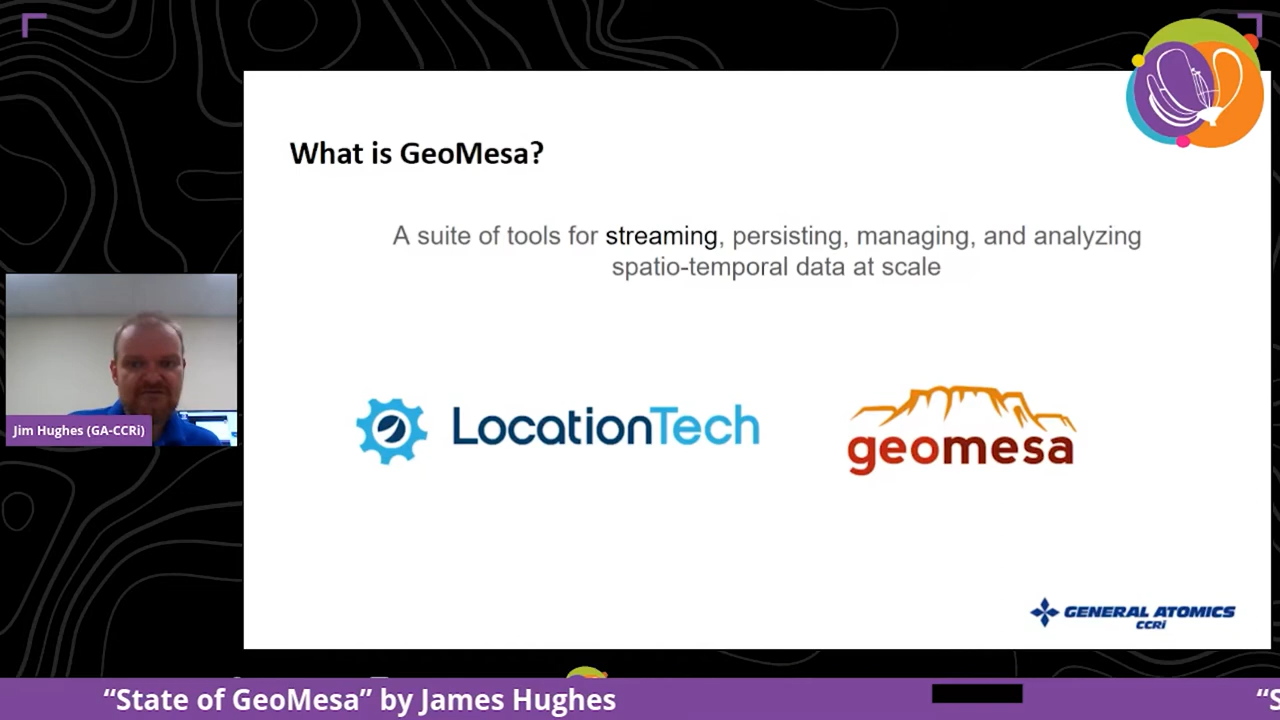 What is GeoMesa?
A suite of tools for streaming, persisting, managing, and analyzing
spatio-temporal data at scale
LocationTech
geomesa
Jim Hughes (GA-CCRi)
GENERAL ATOMICS
CCRi
“State of GeoMesa” by James Hughes
“S